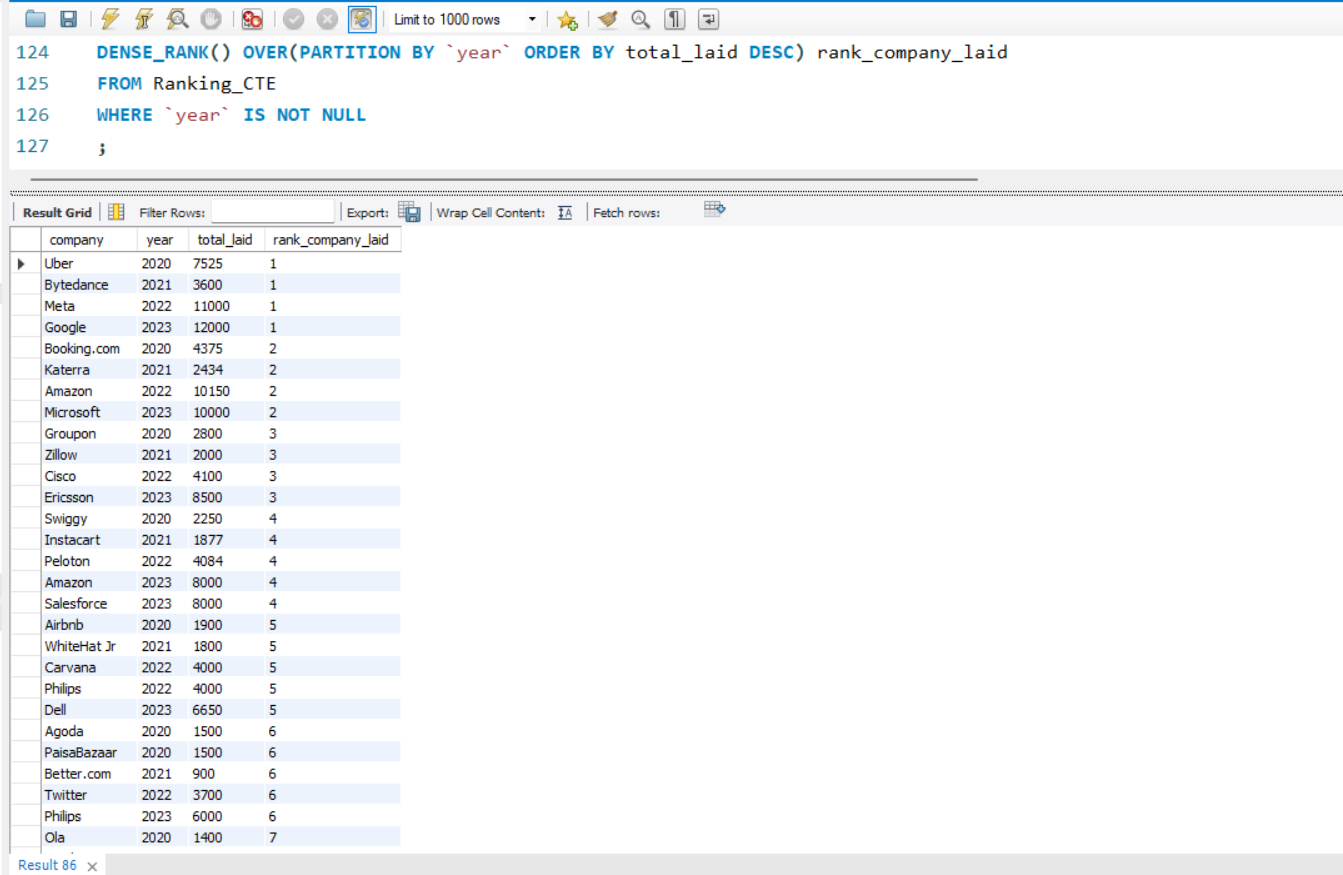 Limit to 1000 rows
124 DENSE_RANK() OVER(PARTITION BY `year` ORDER BY total_laid DESC) rank_company_laid
125 FROM Ranking_CTE
126 WHERE `year` IS NOT NULL
127 ;
Result Grid Filter Rows: Export: Wrap Cell Content: IA Fetch rows:
company year total_laid rank_company_laid
Uber 2020 7525 1
Bytedance 2021 3600 1
Meta 2022 11000 1
Google 2023 12000 1
Booking.com 2020 4375 2
Katerra 2021 2434 2
Amazon 2022 10150 2
Microsoft 2023 10000 2
Groupon 2020 2800 3
Zillow 2021 2000 3
Cisco 2022 4100 3
Ericsson 2023 8500 3
Swiggy 2020 2250 4
Instacart 2021 1877 4
Peloton 2022 4084 4
Amazon 2023 8000 4
Salesforce 2023 8000 4
Airbnb 2020 1900 5
WhiteHat Jr 2021 1800 5
Carvana 2022 4000 5
Philips 2022 4000 5
Dell 2023 6650 5
Agoda 2020 1500 6
PaisaBazaar 2020 1500 6
Better.com 2021 900 6
Twitter 2022 3700 6
Philips 2023 6000 6
Ola 2020 1400 7
Result 86